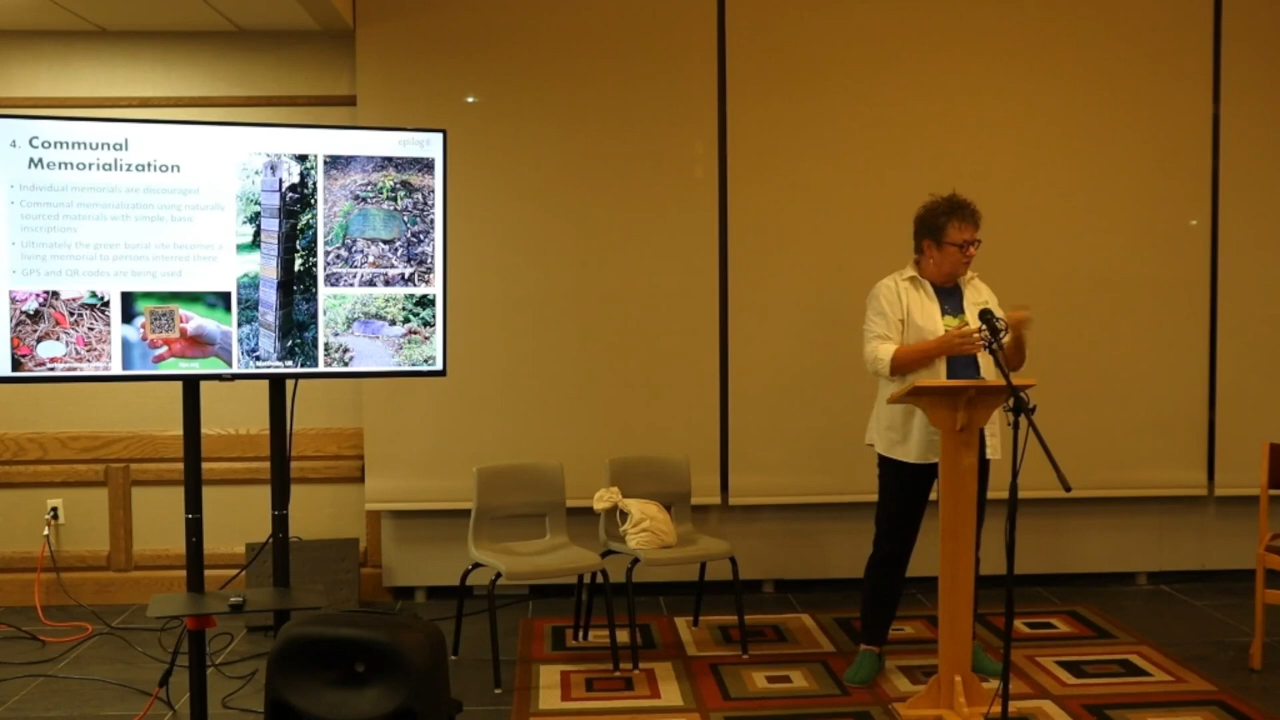 4. Communal
Memorialization
epilog
• Individual memorials are discouraged
• Communal memorialization using naturally
sourced materials with simple, basic
inscriptions
• Ultimately the green burial site becomes a
living memorial to persons interred there
• GPS and QR codes are being used